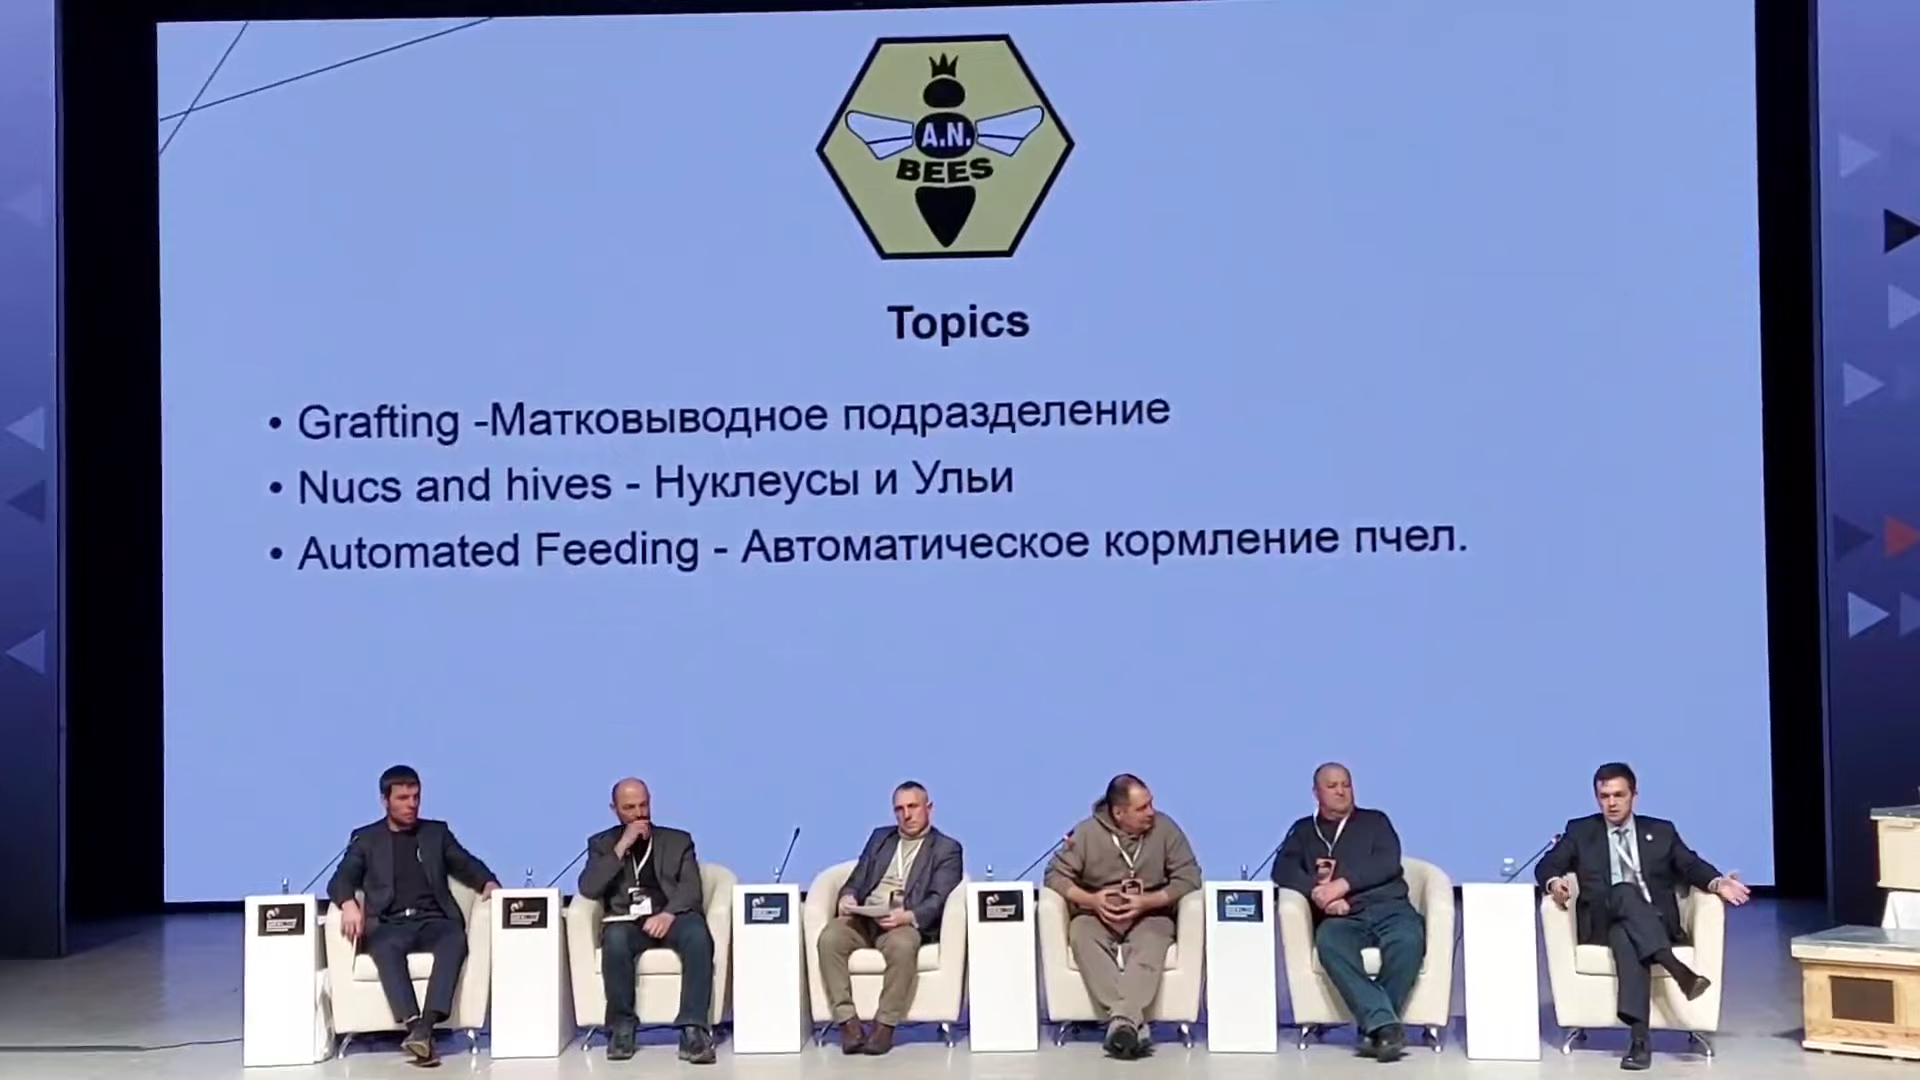 A.N.
BEES
Topics
• Grafting -Матковыводное подразделение
• Nucs and hives - Нуклеусы и Ульи
• Automated Feeding - Автоматическое кормление пчел.